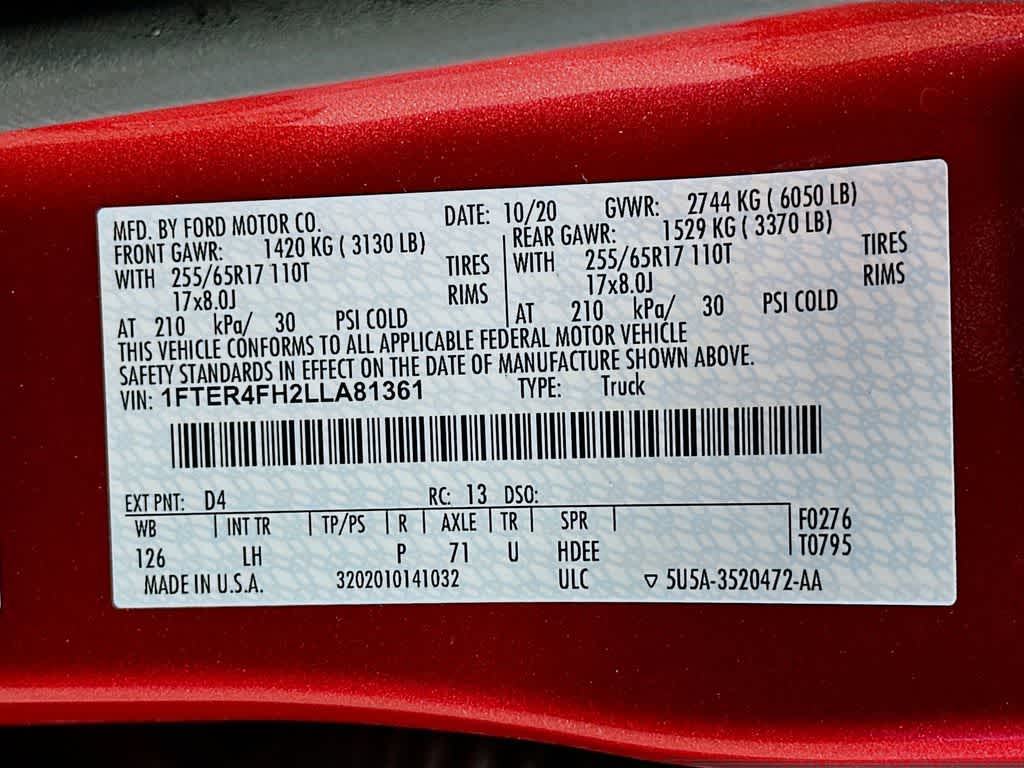 MFD. BY FORD MOTOR CO. DATE: 10/20 GVWR: 2744 KG ( 6050 LB)
FRONT GAWR: 1420 KG ( 3130 LB) REAR GAWR: 1529 KG ( 3370 LB)
WITH 255/65R17 110T TIRES WITH 255/65R17 110T TIRES
17x8.0J RIMS 17x8.0J RIMS
AT 210 kPa/ 30 PSI COLD AT 210 kPa/ 30 PSI COLD
THIS VEHICLE CONFORMS TO ALL APPLICABLE FEDERAL MOTOR VEHICLE
SAFETY STANDARDS IN EFFECT ON THE DATE OF MANUFACTURE SHOWN ABOVE.
VIN: 1FTER4FH2LLA81361 TYPE: Truck
EXT PNT: D4 RC: 13 DSO:
WB INT TR TP/PS R AXLE TR SPR F0276
126 LH P 71 U HDEE T0795
MADE IN U.S.A. 3202010141032 ULC ▽ 5U5A-3520472-AA